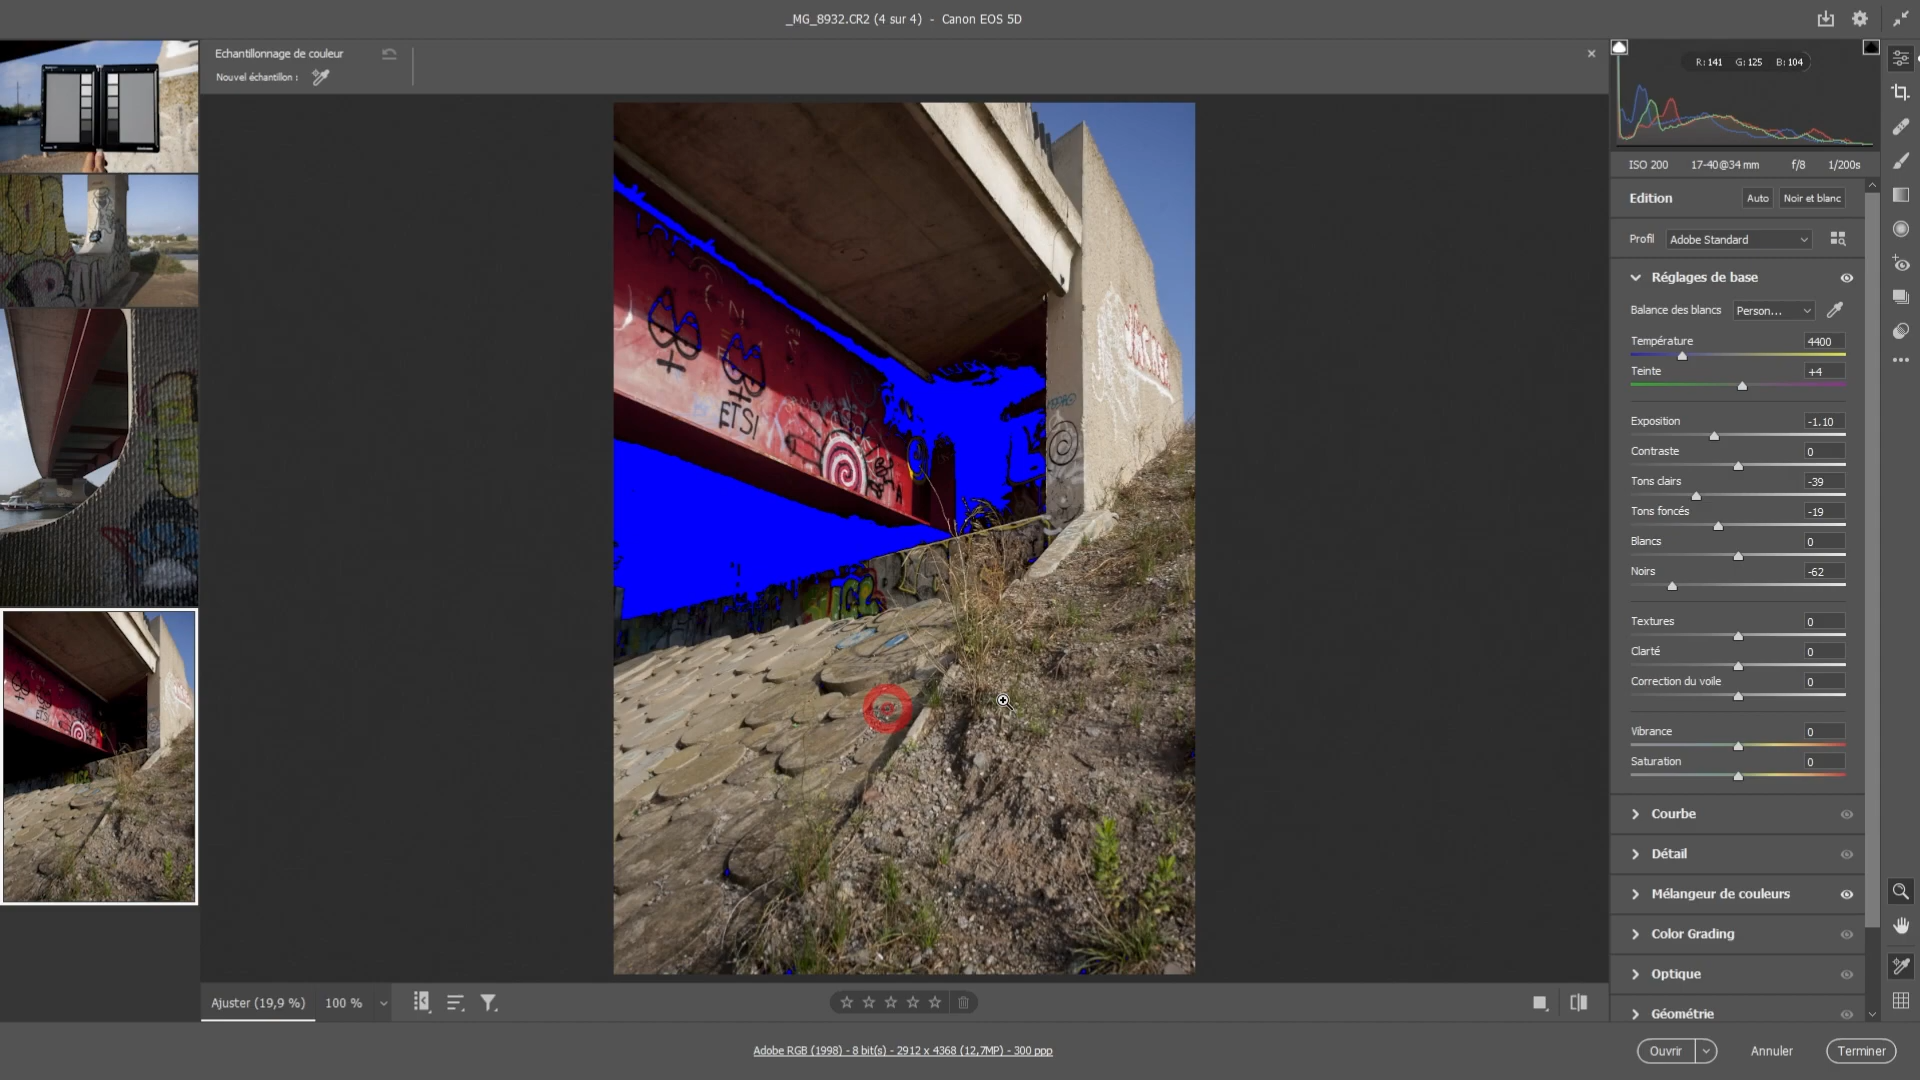 _MG_8932.CR2 (4 sur 4)  -  Canon EOS 5D
Echantillonnage de couleur
Nouvel échantillon :
R: 141 G: 125 B: 104
ISO 200 17-40@34 mm f/8 1/200s
Edition Auto Noir et blanc
Profil Adobe Standard
Réglages de base
Balance des blancs Person...
Température 4400
Teinte +4
Exposition -1.10
Contraste 0
Tons clairs -39
Tons foncés -19
Blancs 0
Noirs -62
Textures 0
Clarté 0
Correction du voile 0
Vibrance 0
Saturation 0
Courbe
Détail
Mélangeur de couleurs
Color Grading
Optique
Géométrie
ETSI
Ajuster (19,9 %) 100 %
Adobe RGB (1998) - 8 bit(s) - 2912 x 4368 (12,7MP) - 300 ppp
Ouvrir Annuler Terminer